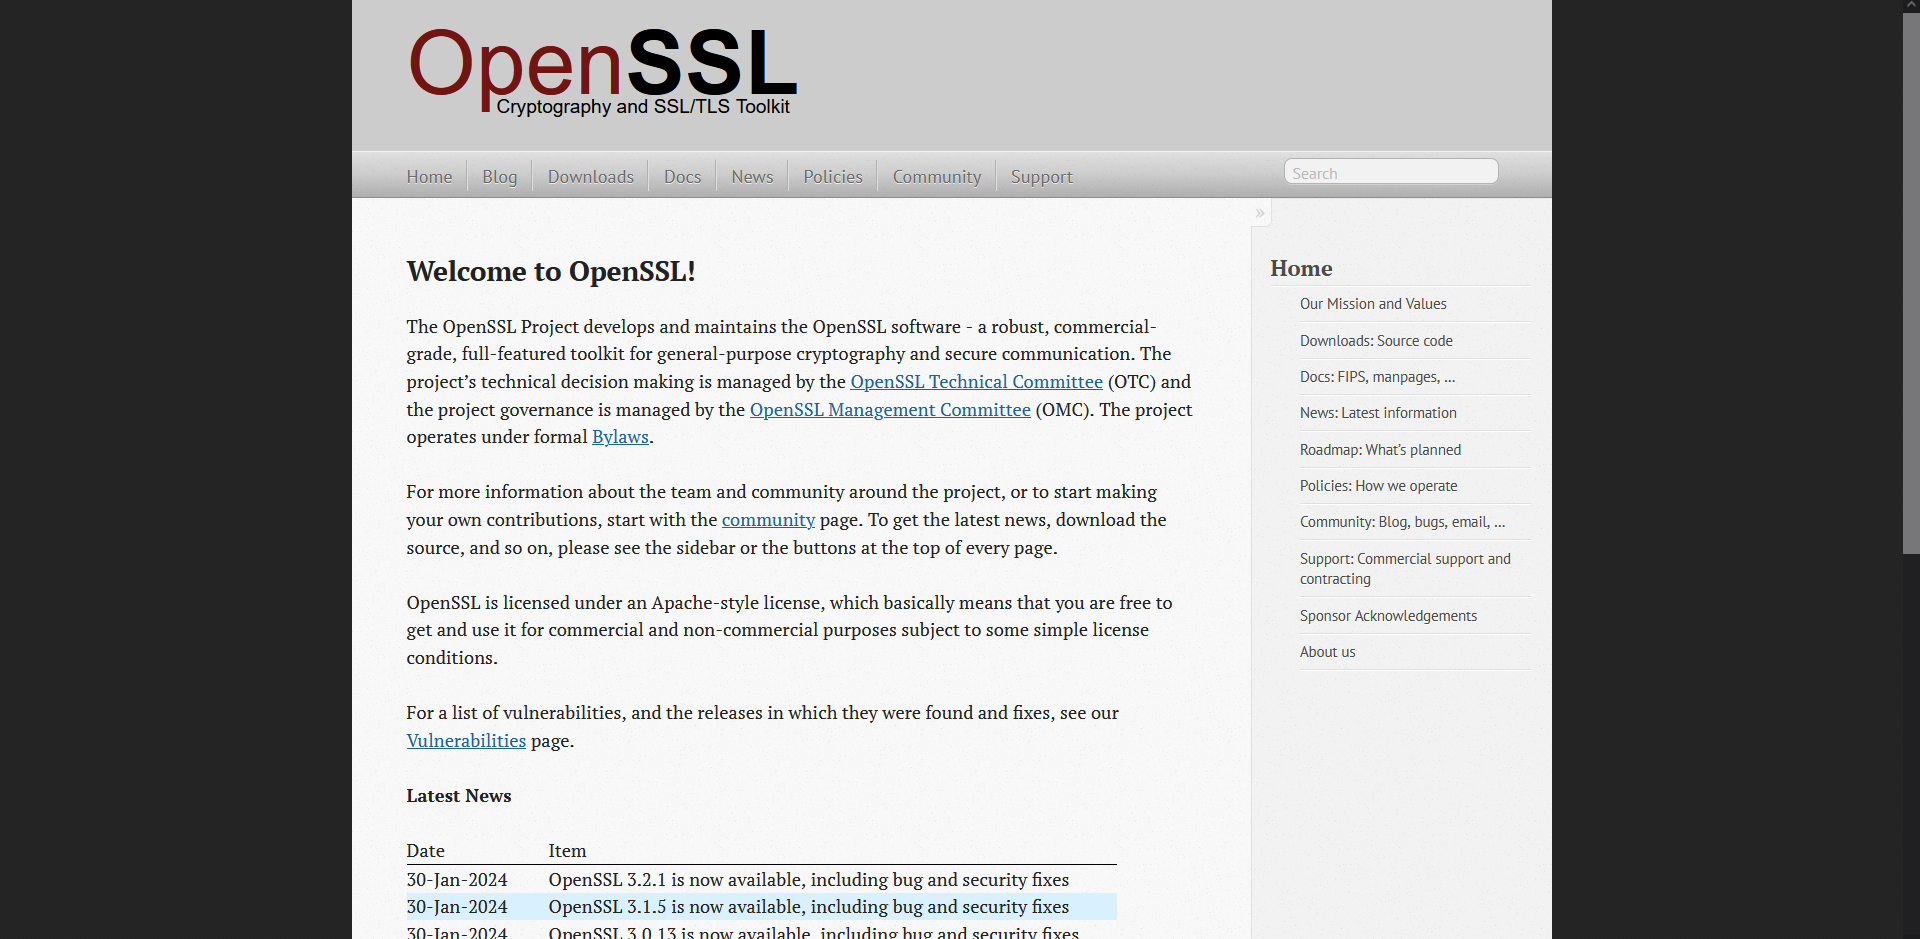 OpenSSL
Cryptography and SSL/TLS Toolkit
Home
Blog
Downloads
Docs
News
Policies
Community
Support
Search
»
Welcome to OpenSSL!
The OpenSSL Project develops and maintains the OpenSSL software - a robust, commercial-
grade, full-featured toolkit for general-purpose cryptography and secure communication. The
project’s technical decision making is managed by the OpenSSL Technical Committee (OTC) and
the project governance is managed by the OpenSSL Management Committee (OMC). The project
operates under formal Bylaws.
For more information about the team and community around the project, or to start making
your own contributions, start with the community page. To get the latest news, download the
source, and so on, please see the sidebar or the buttons at the top of every page.
OpenSSL is licensed under an Apache-style license, which basically means that you are free to
get and use it for commercial and non-commercial purposes subject to some simple license
conditions.
For a list of vulnerabilities, and the releases in which they were found and fixes, see our
Vulnerabilities page.
Latest News
Date Item
30-Jan-2024 OpenSSL 3.2.1 is now available, including bug and security fixes
30-Jan-2024 OpenSSL 3.1.5 is now available, including bug and security fixes
30-Jan-2024 OpenSSL 3.0.13 is now available, including bug and security fixes
Home
Our Mission and Values
Downloads: Source code
Docs: FIPS, manpages, ...
News: Latest information
Roadmap: What’s planned
Policies: How we operate
Community: Blog, bugs, email, ...
Support: Commercial support and
contracting
Sponsor Acknowledgements
About us